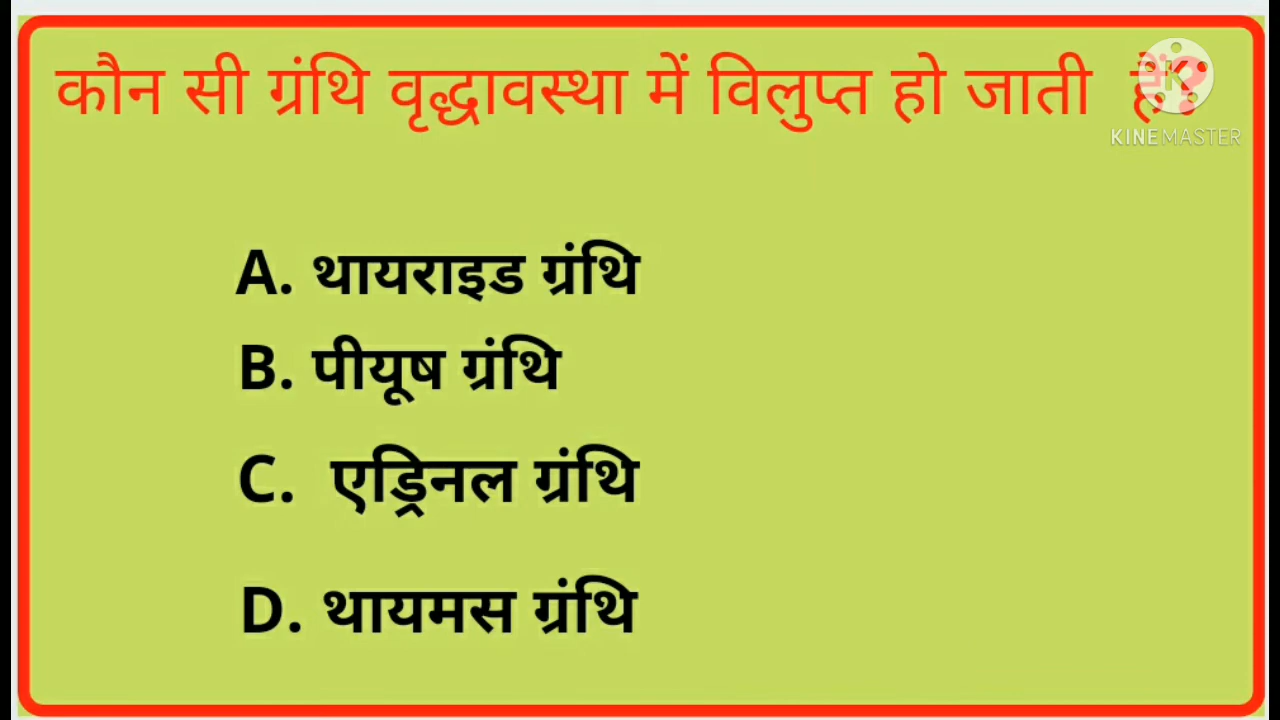 कौन सी ग्रंथि वृद्धावस्था में विलुप्त हो जाती है?
KINEMASTER
A. थायराइड ग्रंथि
B. पीयूष ग्रंथि
C. एड्रिनल ग्रंथि
D. थायमस ग्रंथि